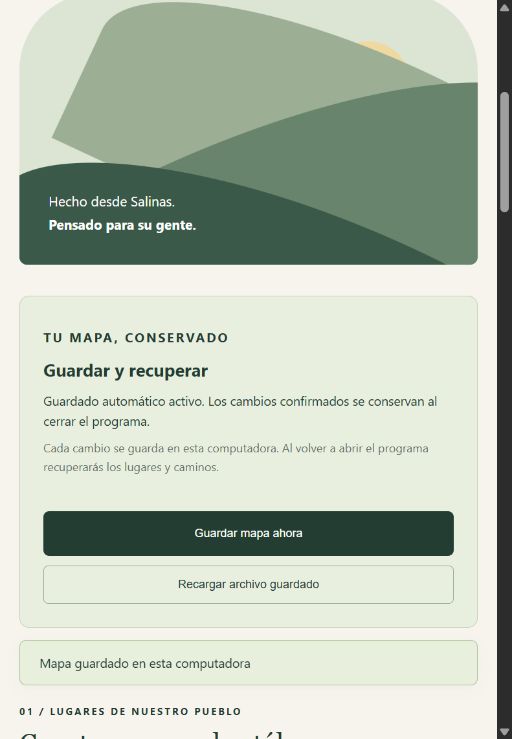 Hecho desde Salinas.
Pensado para su gente.
TU MAPA, CONSERVADO
Guardar y recuperar
Guardado automático activo. Los cambios confirmados se conservan al
cerrar el programa.
Cada cambio se guarda en esta computadora. Al volver a abrir el programa
recuperarás los lugares y caminos.
Guardar mapa ahora
Recargar archivo guardado
Mapa guardado en esta computadora
01 / LUGARES DE NUESTRO PUEBLO